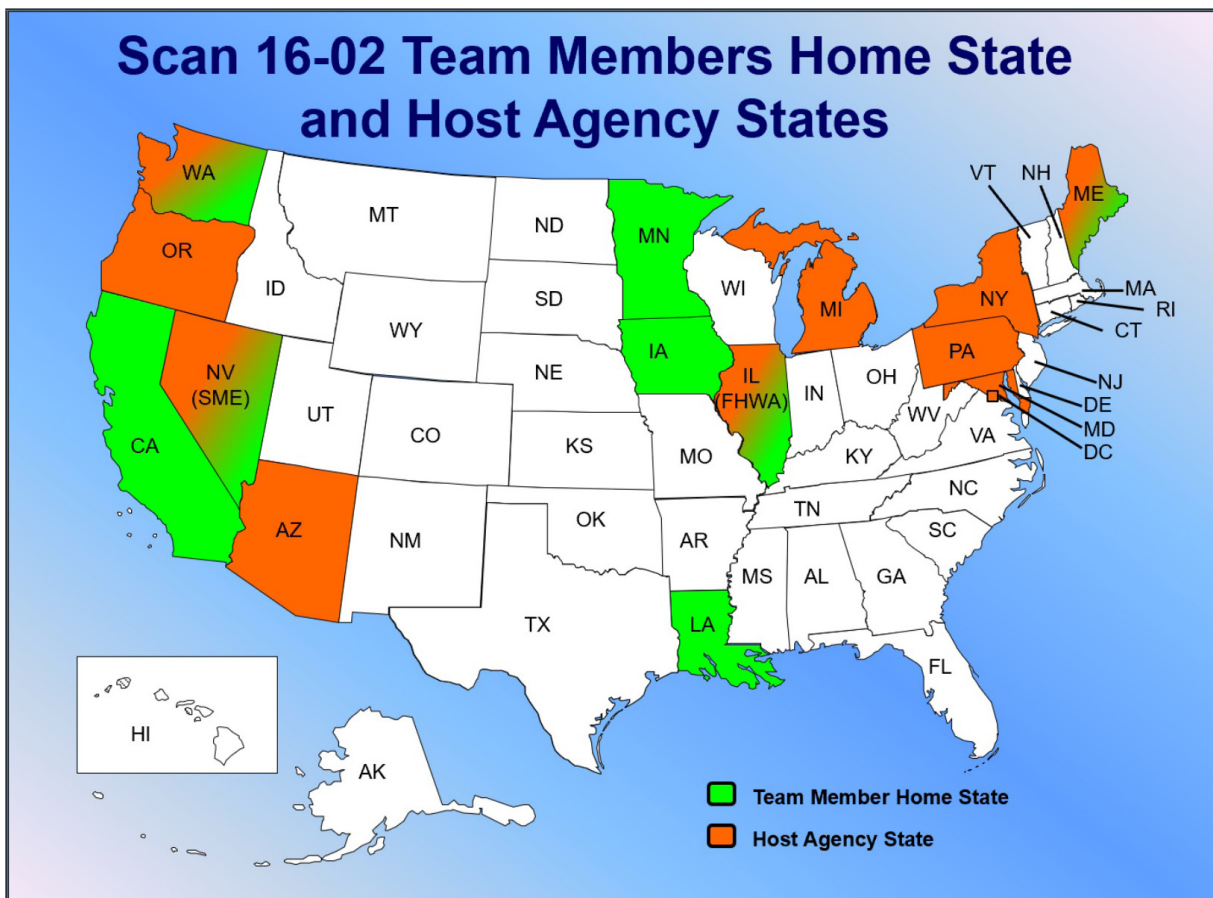 Scan 16-02 Team Members Home State
and Host Agency States
WA
MT
ND
MN
VT
NH
ME
OR
ID
SD
WI
MI
NY
MA
RI
CT
WY
IA
PA
NV
(SME)
NE
IL
(FHWA)
IN
OH
NJ
DE
MD
DC
UT
CO
CA
KS
MO
WV
VA
KY
NC
TN
AZ
NM
OK
AR
SC
MS
AL
GA
TX
LA
FL
HI
AK
Team Member Home State
Host Agency State